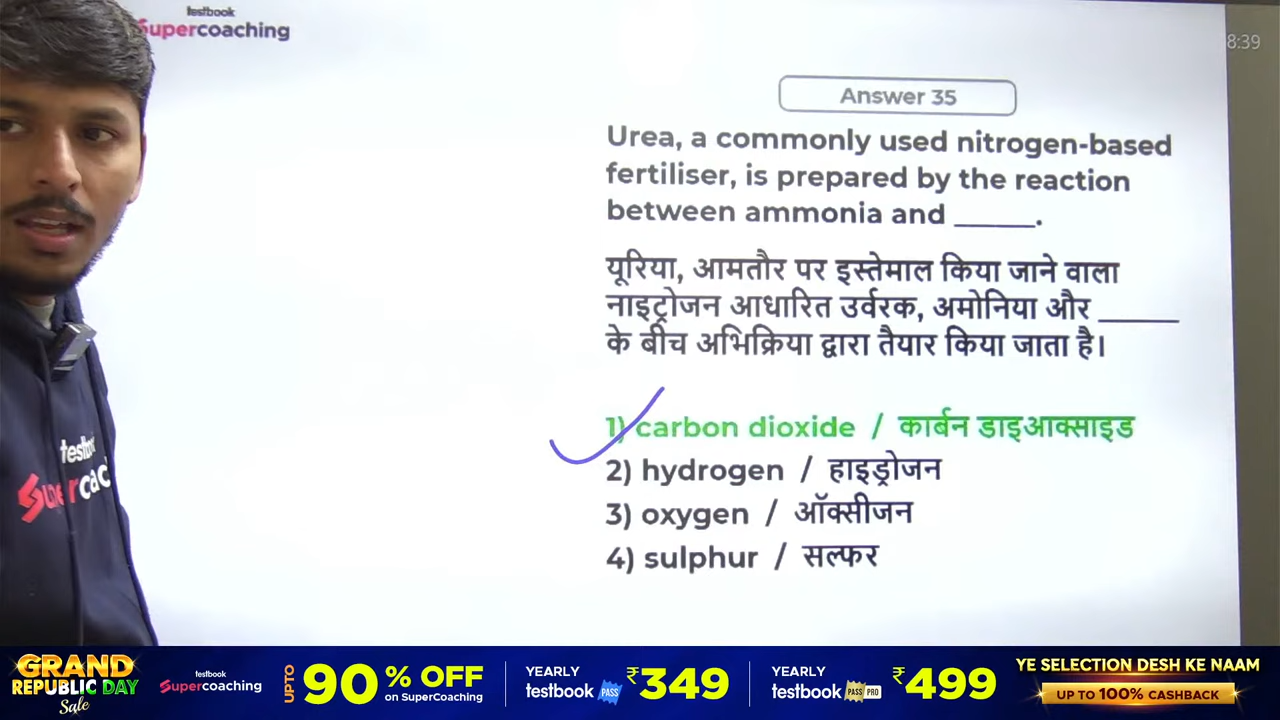 testbook
Supercoaching
8:39
Answer 35
Urea, a commonly used nitrogen-based
fertiliser, is prepared by the reaction
between ammonia and _____.
यूरिया, आमतौर पर इस्तेमाल किया जाने वाला
नाइट्रोजन आधारित उर्वरक, अमोनिया और _____
के बीच अभिक्रिया द्वारा तैयार किया जाता है।
1) carbon dioxide / कार्बन डाइआक्साइड
2) hydrogen / हाइड्रोजन
3) oxygen / ऑक्सीजन
4) sulphur / सल्फर
GRAND
REPUBLIC DAY
Sale
testbook
Supercoaching
UPTO 90% OFF
on SuperCoaching
YEARLY
testbook PASS ₹349
YEARLY
testbook PASS PRO ₹499
YE SELECTION DESH KE NAAM
UP TO 100% CASHBACK